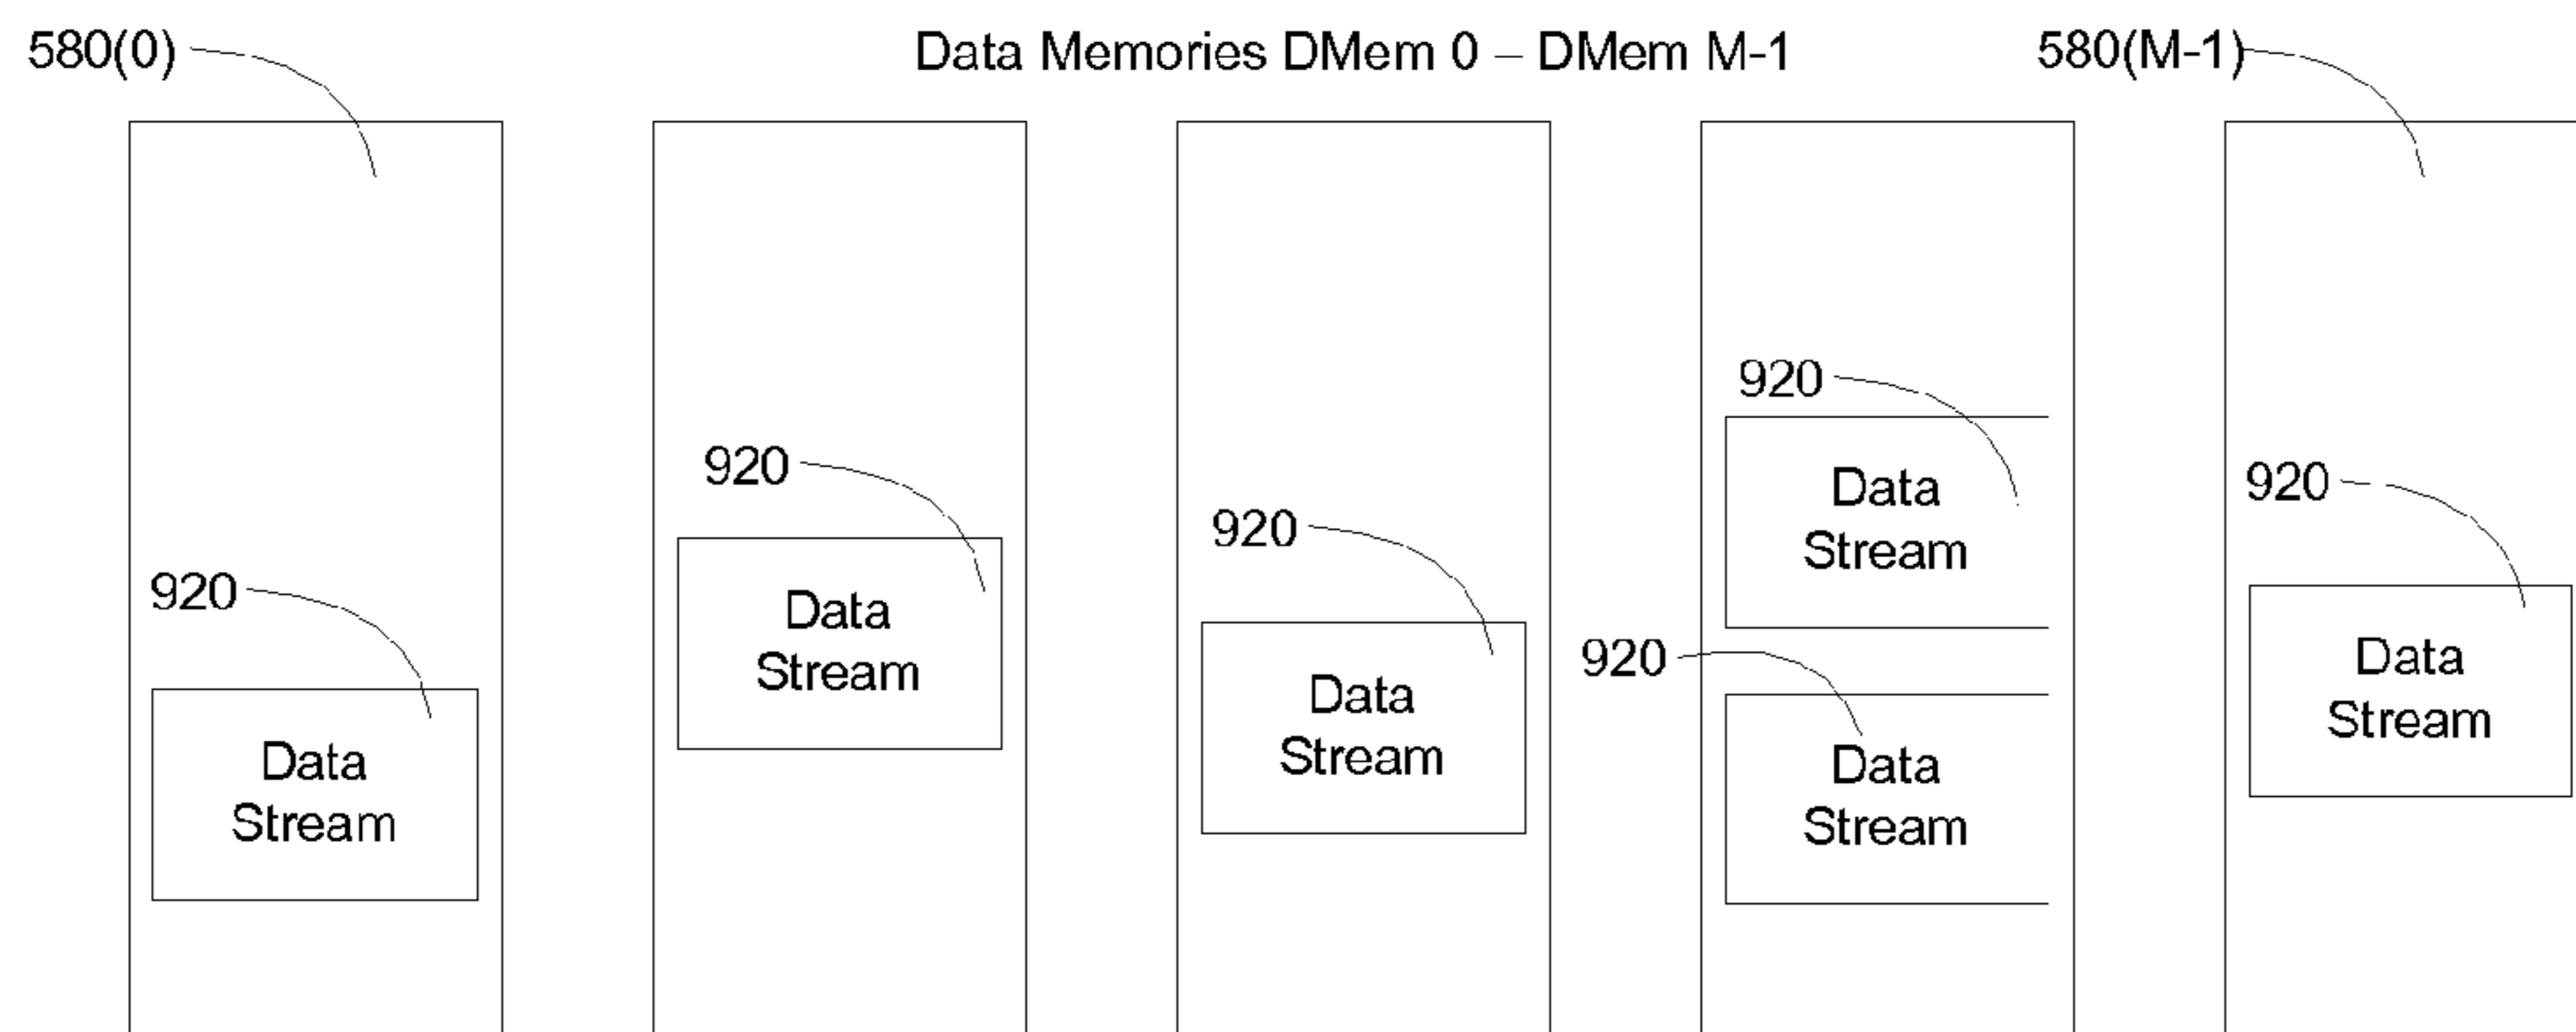 580(0)
Data Memories DMem 0 – DMem M-1
580(M-1)
920
Data
Stream
920
Data
Stream
920
Data
Stream
920
Data
Stream
920
Data
Stream
920
Data
Stream